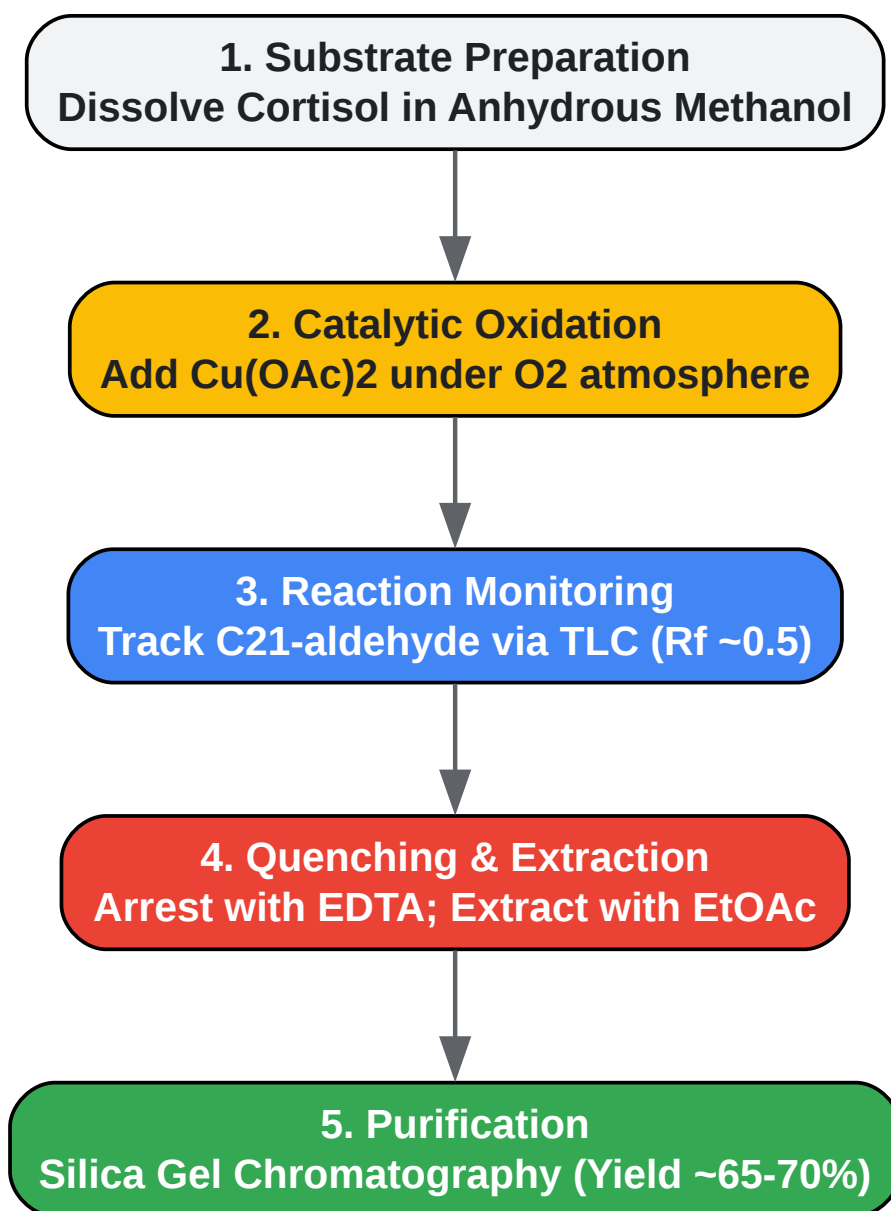 1. Substrate Preparation
Dissolve Cortisol in Anhydrous Methanol
2. Catalytic Oxidation
Add Cu(OAc)2 under O2 atmosphere
3. Reaction Monitoring
Track C21-aldehyde via TLC (Rf ~0.5)
4. Quenching & Extraction
Arrest with EDTA; Extract with EtOAc
5. Purification
Silica Gel Chromatography (Yield ~65-70%)